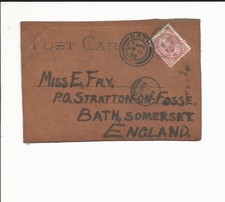 POST CARD
MISS E. FRY,
P.O. STRATTON-ON-FOSSE.
BATH, SOMERSET.
ENGLAND.